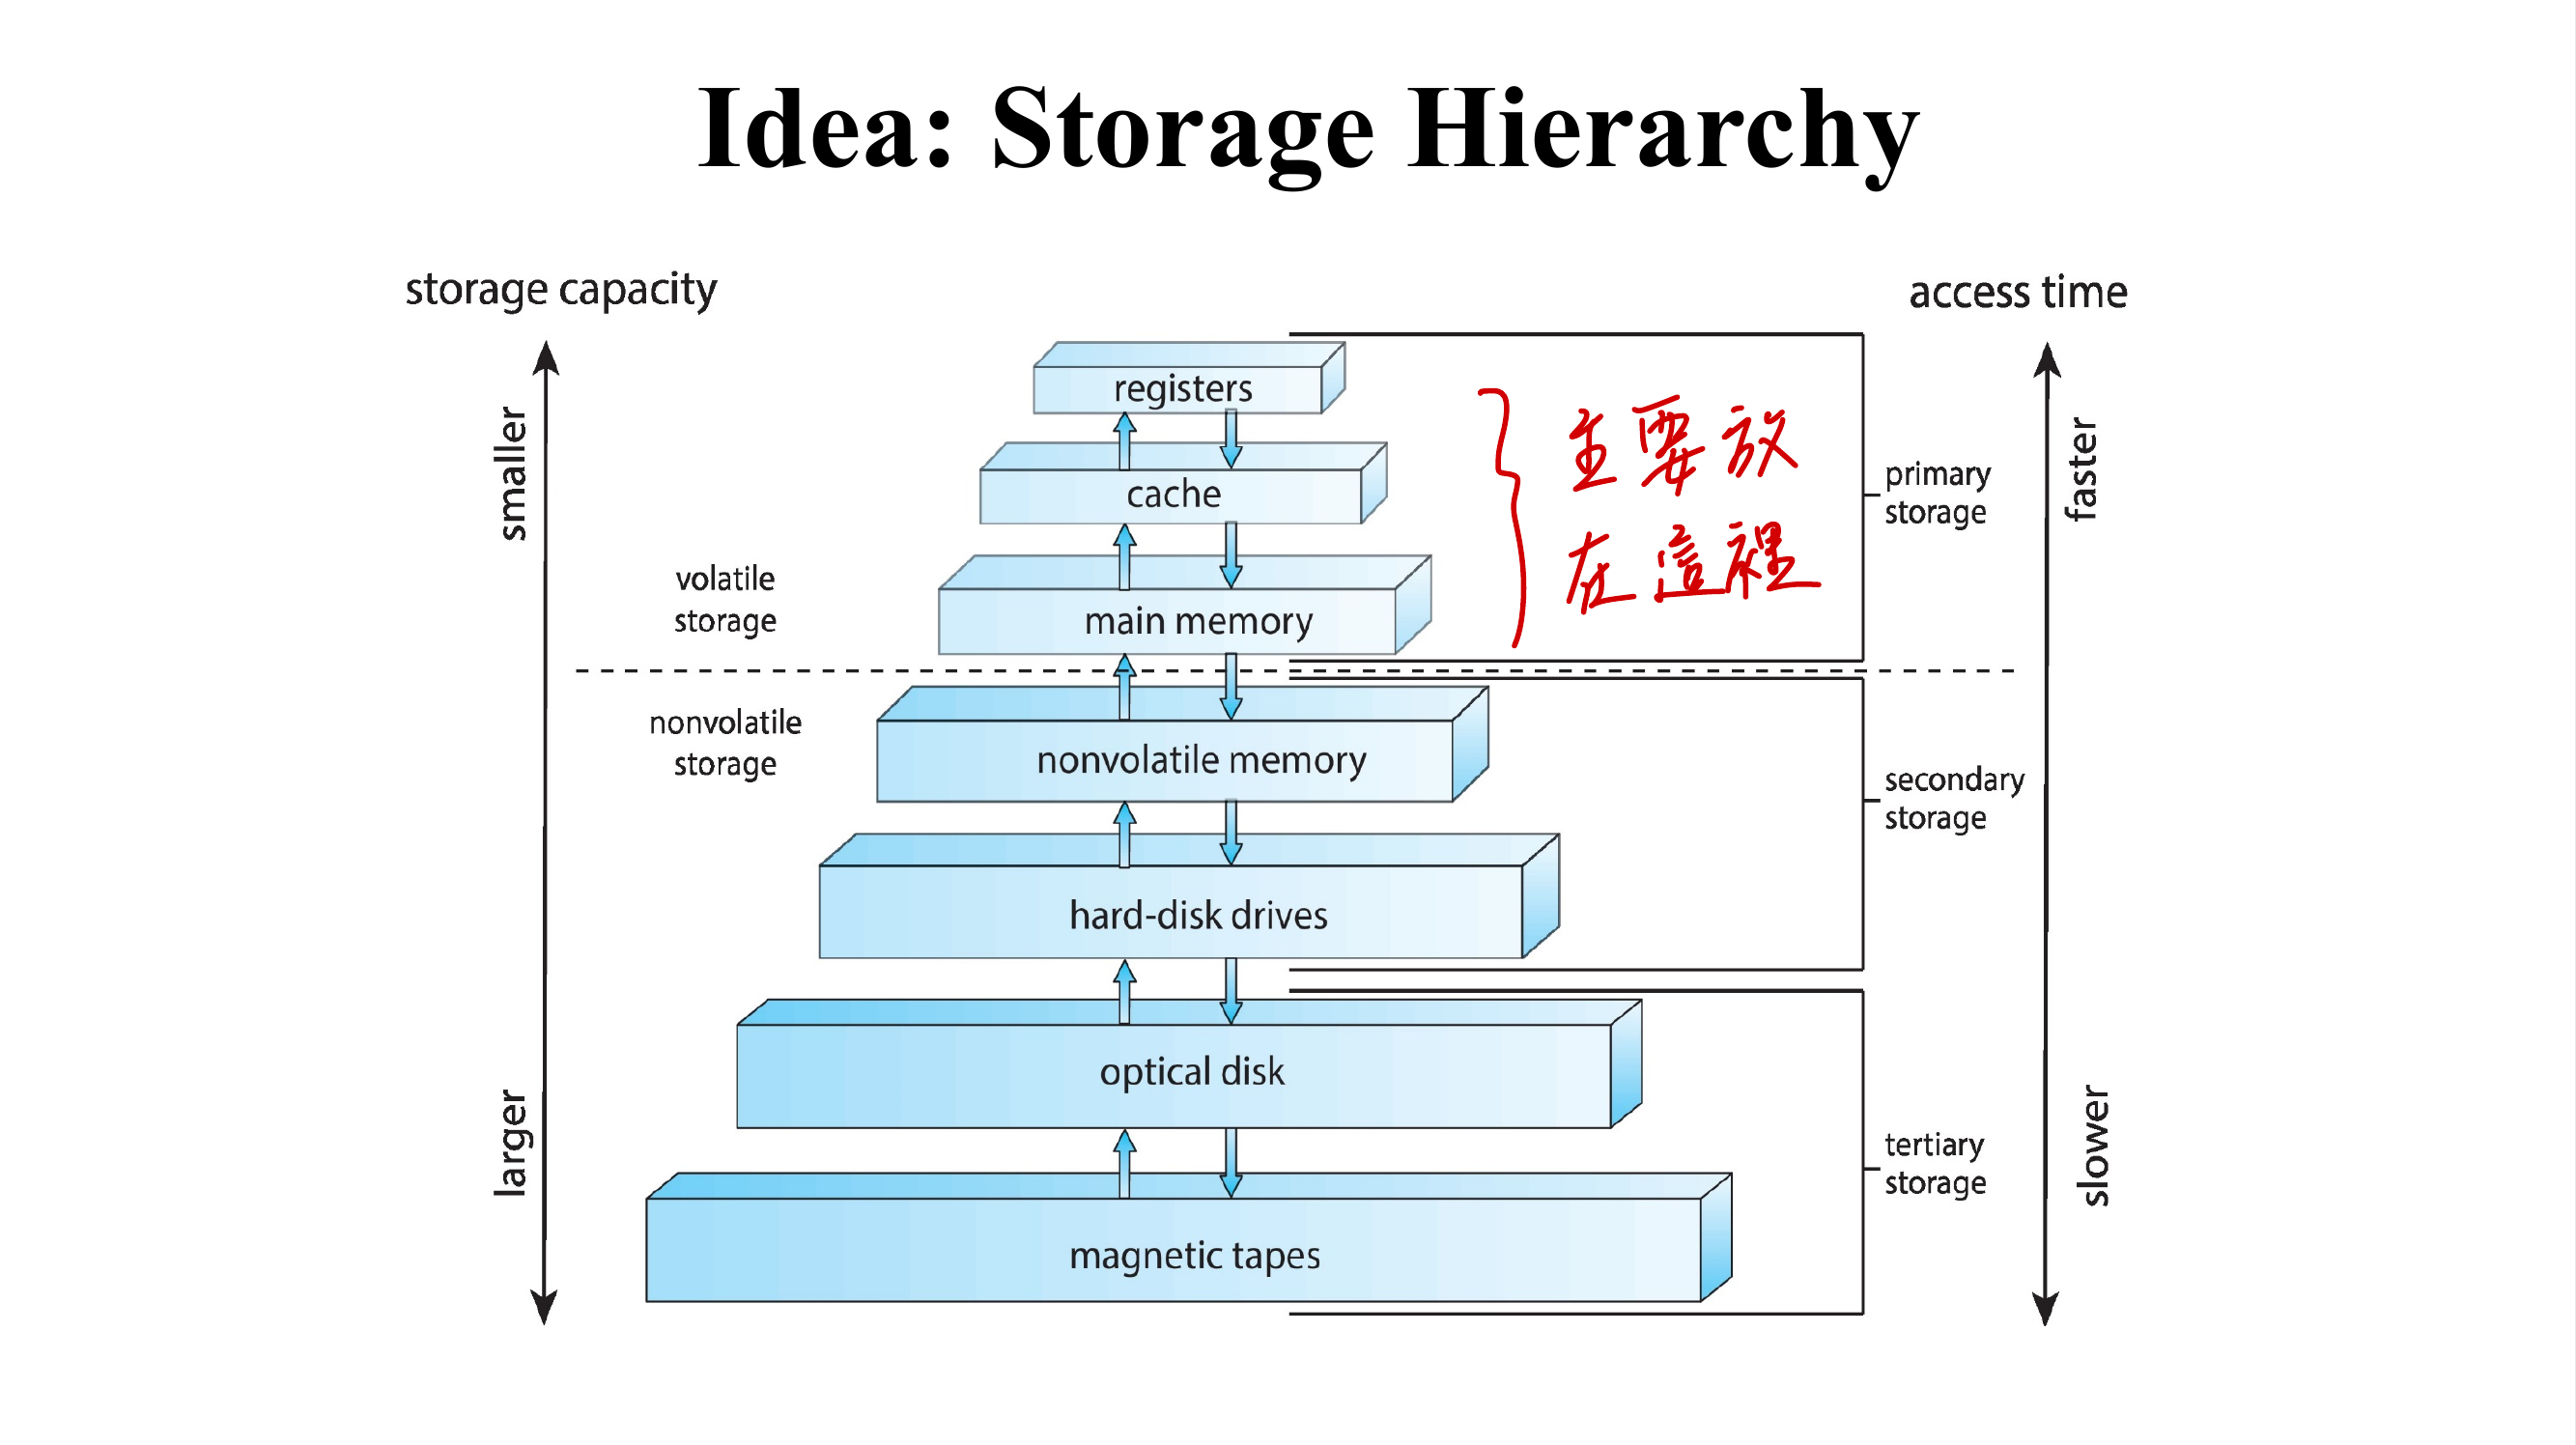 Idea: Storage Hierarchy
storage capacity
access time
smaller
larger
faster
slower
registers
cache
main memory
volatile
storage
nonvolatile
storage
nonvolatile memory
hard-disk drives
optical disk
magnetic tapes
主要放
在這裡
primary
storage
secondary
storage
tertiary
storage